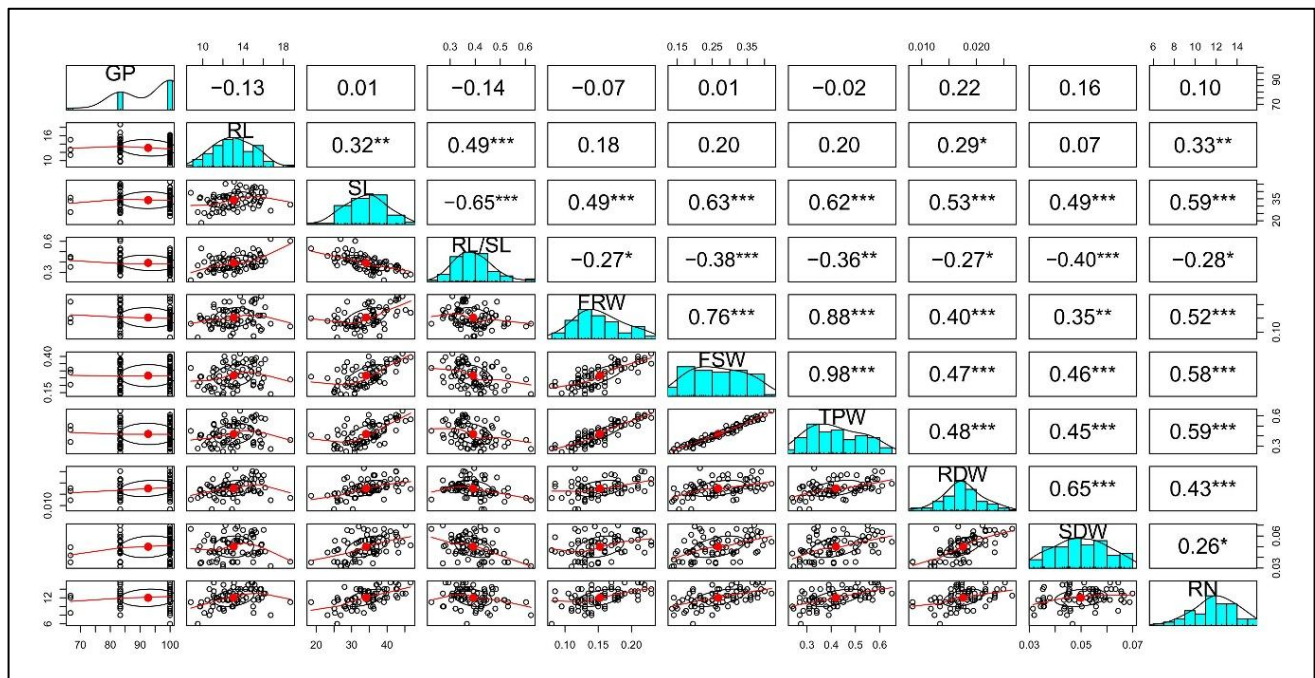 10 13 16 18 0.3 0.4 0.5 0.6 0.15 0.25 0.35 0.010 0.020 6 8 10 12 14
GP −0.13 0.01 −0.14 −0.07 0.01 −0.02 0.22 0.16 0.10 70 90
10 16 RL 0.32** 0.49*** 0.18 0.20 0.20 0.29* 0.07 0.33**
SL −0.65*** 0.49*** 0.63*** 0.62*** 0.53*** 0.49*** 0.59*** 20 35
0.3 0.6 RL/SL −0.27* −0.38*** −0.36** −0.27* −0.40*** −0.28*
FRW 0.76*** 0.88*** 0.40*** 0.35** 0.52*** 0.10
0.15 0.40 FSW 0.98*** 0.47*** 0.46*** 0.58***
TPW 0.48*** 0.45*** 0.59*** 0.3 0.6
0.010 RDW 0.65*** 0.43***
SDW 0.26* 0.03 0.06
6 12 RN
70 80 90 100 20 30 40 0.10 0.15 0.20 0.3 0.4 0.5 0.6 0.03 0.05 0.07